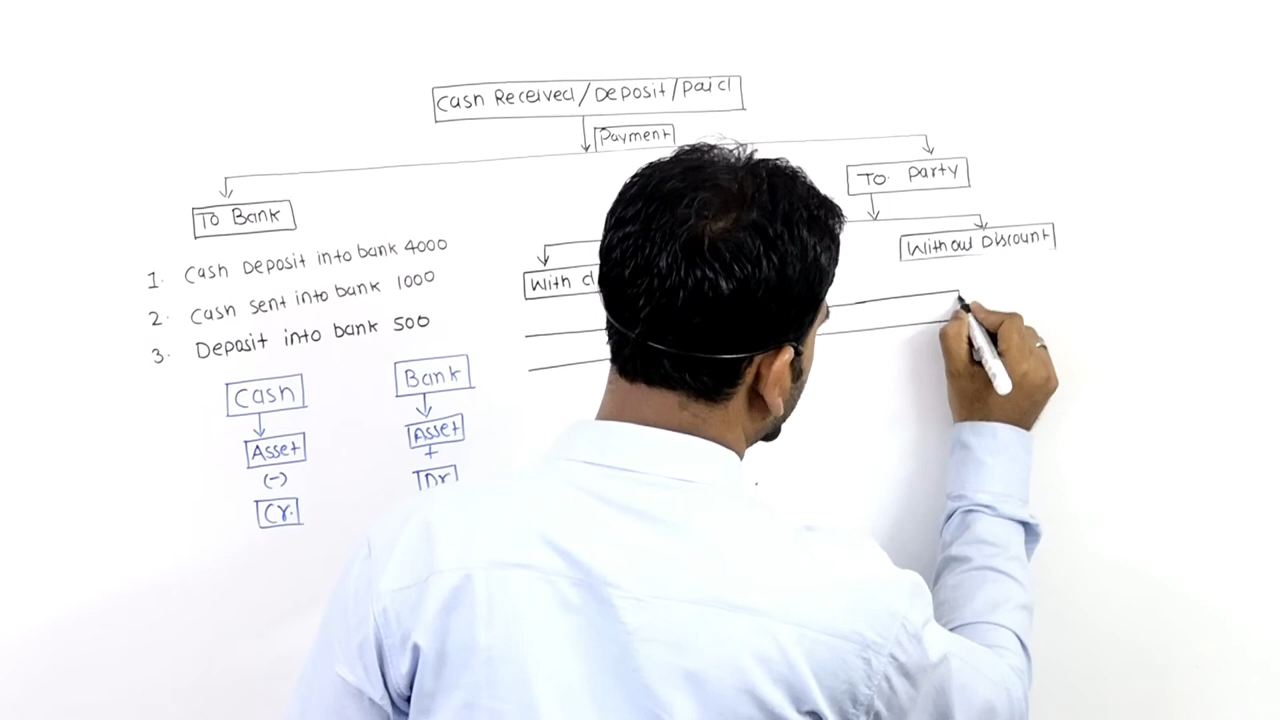 Cash Received/Deposit/paid
Payment
To Bank
To. party
With
Without Discount
1. Cash Deposit into bank 4000
2. Cash sent into bank 1000
3. Deposit into bank 500
Cash
Bank
Asset
Asset
(-)
+
Cr.
Dr